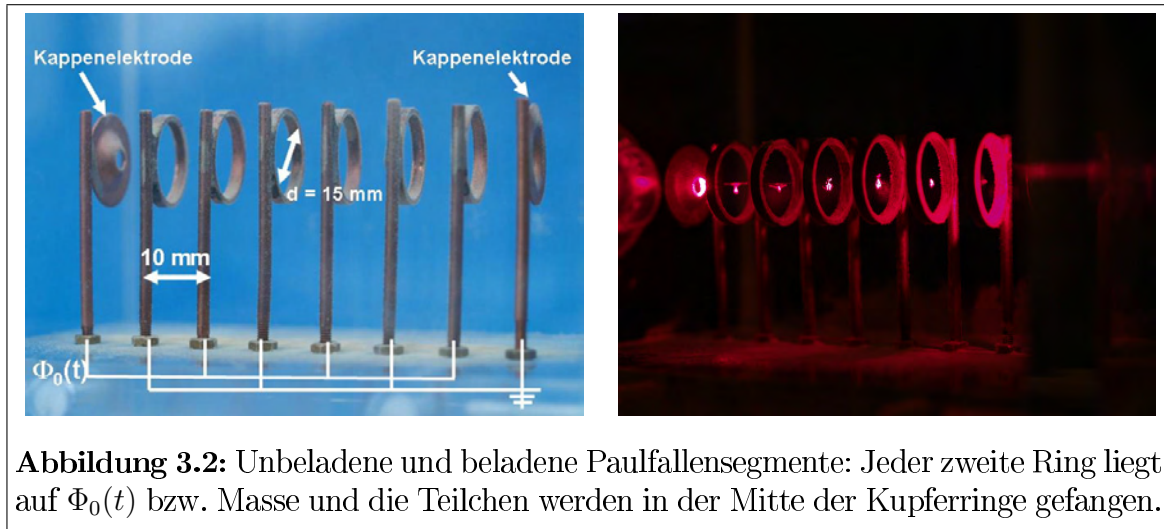 Kappenelektrode
Kappenelektrode
d = 15 mm
10 mm
Φ₀(t)
Abbildung 3.2: Unbeladene und beladene Paulfallensegmente: Jeder zweite Ring liegt
auf Φ₀(t) bzw. Masse und die Teilchen werden in der Mitte der Kupferringe gefangen.